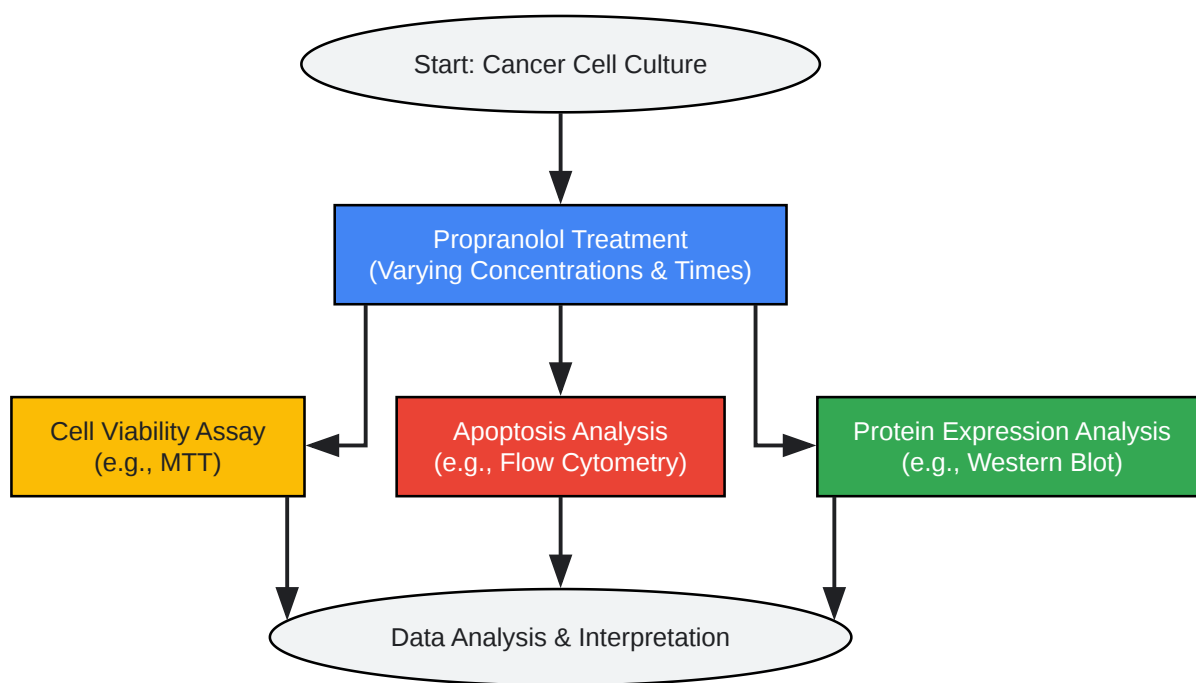 Start: Cancer Cell Culture
Propranolol Treatment
(Varying Concentrations & Times)
Cell Viability Assay
(e.g., MTT)
Apoptosis Analysis
(e.g., Flow Cytometry)
Protein Expression Analysis
(e.g., Western Blot)
Data Analysis & Interpretation